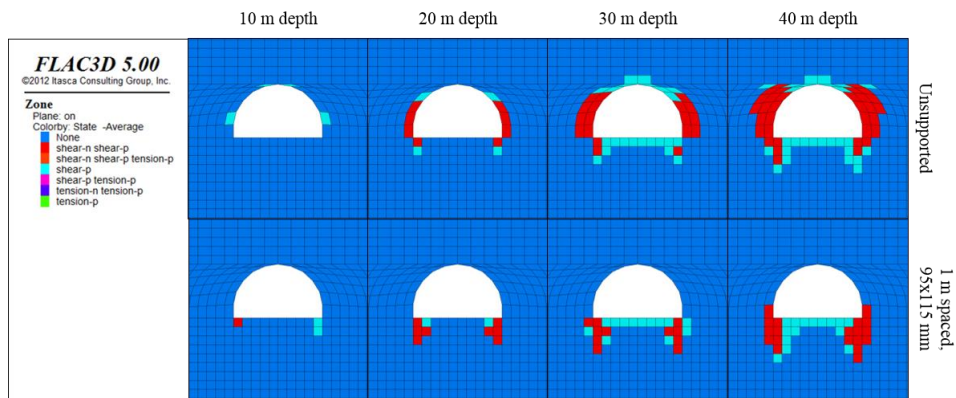 10 m depth
20 m depth
30 m depth
40 m depth
FLAC3D 5.00
©2012 Itasca Consulting Group, Inc.
Zone
Plane: on
Colorby: State -Average
None
shear-n shear-p
shear-n shear-p tension-p
shear-p
shear-p tension-p
tension-n tension-p
tension-p
Unsupported
1 m spaced,
95x115 mm